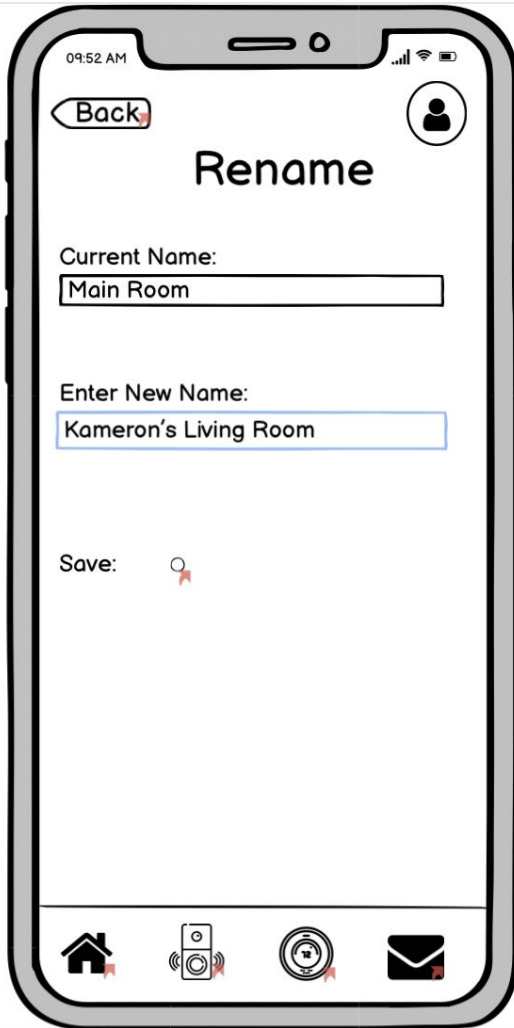 09:52 AM
Back
Rename
Current Name:
Main Room
Enter New Name:
Kameron's Living Room
Save: